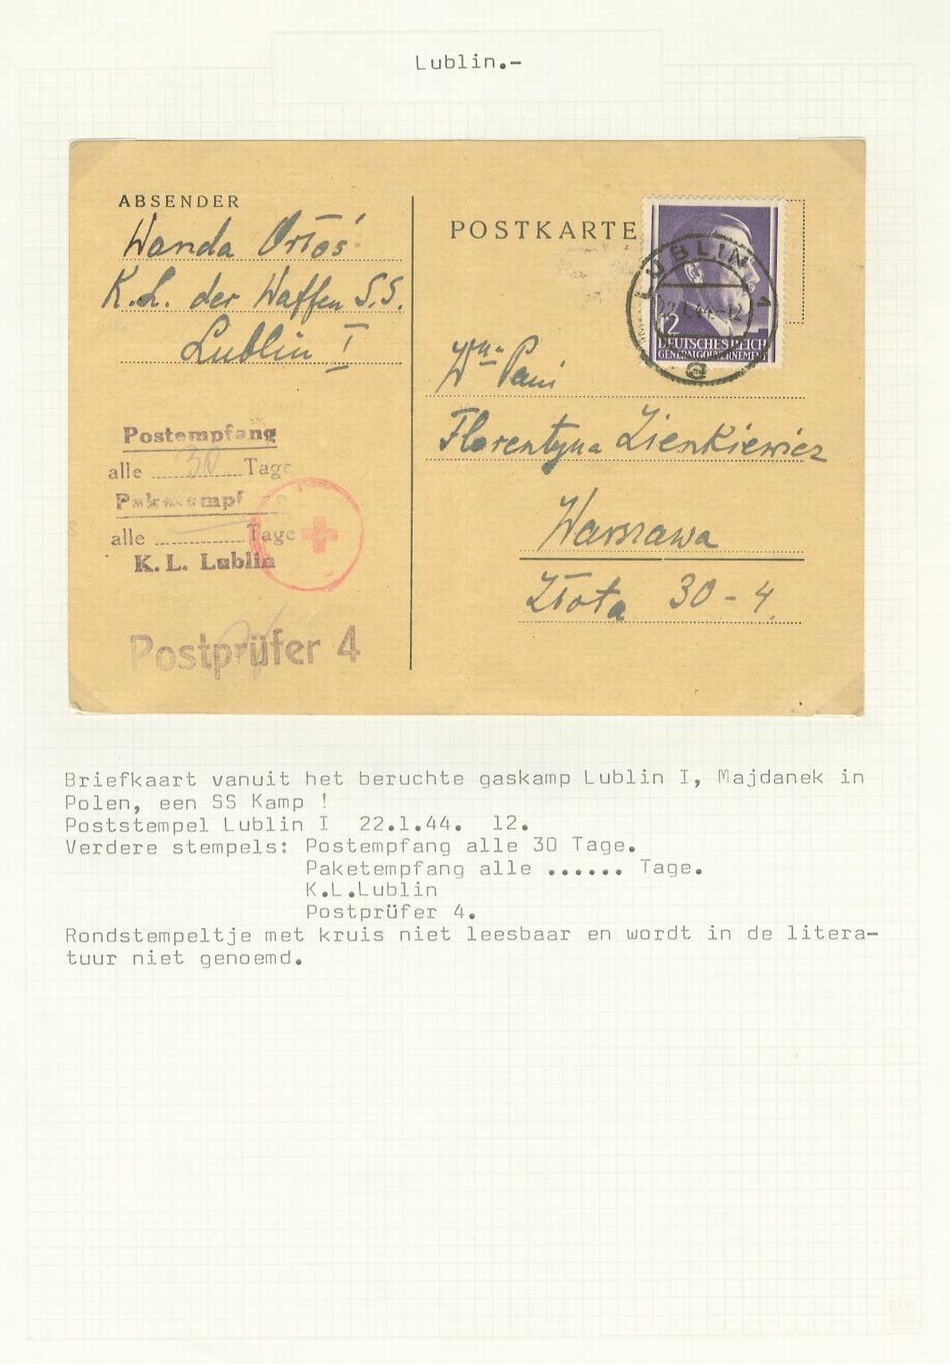 Lublin.-
ABSENDER
Wanda Ortoś
K.L. der Waffen S.S.
Lublin I
POSTKARTE
LUBLIN 1
22.1.44.-12
12
DEUTSCHES REICH
GENERALGOUVERNEMENT
Wna Pani
Florentyna Zienkiewicz
Warszawa
Złota 30-4.
Postempfang
alle 30 Tage
alle ............ Tage
K.L. Lublin
Postprüfer 4
Briefkaart vanuit het beruchte gaskamp Lublin I, Majdanek in
Polen, een SS Kamp !
Poststempel Lublin I 22.1.44. 12.
Verdere stempels: Postempfang alle 30 Tage.
Paketempfang alle ...... Tage.
K.L.Lublin
Postprüfer 4.
Rondstempeltje met kruis niet leesbaar en wordt in de litera-
tuur niet genoemd.